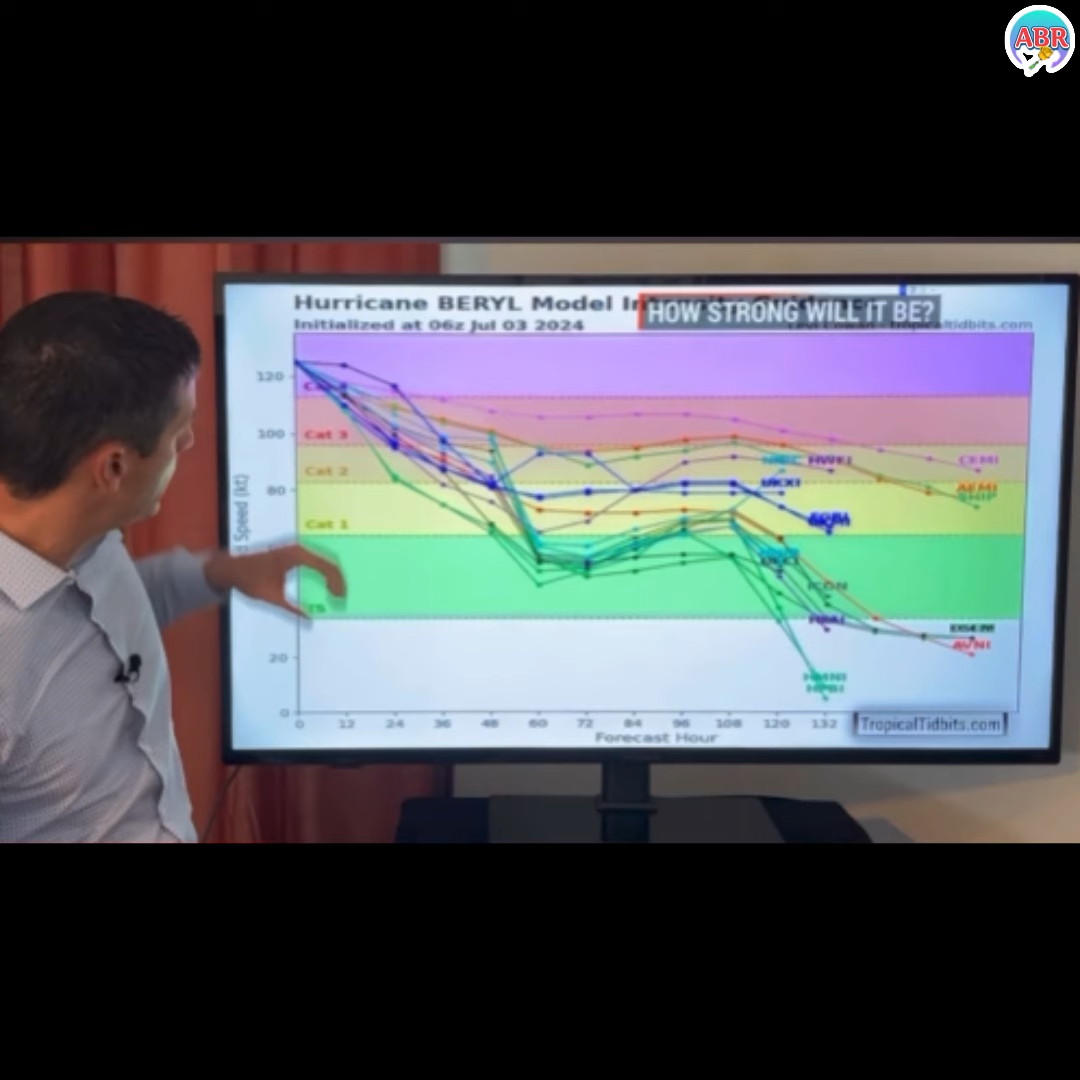 ABR
Hurricane BERYL Model In
HOW STRONG WILL IT BE?
Initialized at 06z Jul 03 2024
tropicaltidbits.com
120
100
80
20
0
Speed (kt)
Cat 3
Cat 2
Cat 1
TS
HWFI
CEMI
UKXI
AEMI
SHIP
ICON
AVNI
HMNI
0 12 24 36 48 60 72 84 96 108 120 132
Forecast Hour
TropicalTidbits.com